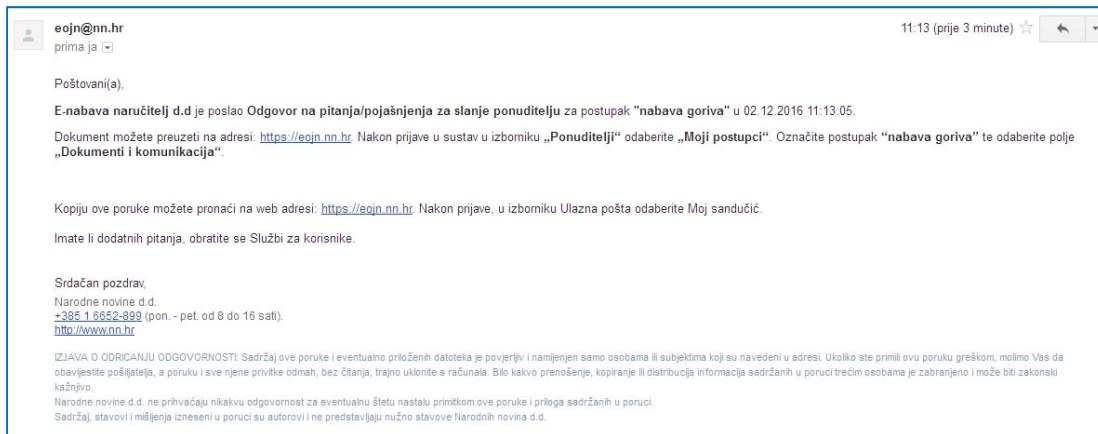 eojn@nn.hr
11:13 (prije 3 minute)
prima ja
Poštovani(a),
E-nabava naručitelj d.d je poslao Odgovor na pitanja/pojašnjenja za slanje ponuditelju za postupak "nabava goriva" u 02.12.2016 11:13:05.
Dokument možete preuzeti na adresi: https://eojn.nn.hr. Nakon prijave u sustav u izborniku „Ponuditelji“ odaberite „Moji postupci“. Označite postupak “nabava goriva” te odaberite polje
„Dokumenti i komunikacija“.
Kopiju ove poruke možete pronaći na web adresi: https://eojn.nn.hr. Nakon prijave, u izborniku Ulazna pošta odaberite Moj sandučić.
Imate li dodatnih pitanja, obratite se Službi za korisnike.
Srdačan pozdrav,
Narodne novine d.d.
+385 1 6652-899 (pon. - pet. od 8 do 16 sati).
http://www.nn.hr
IZJAVA O ODRICANJU ODGOVORNOSTI: Sadržaj ove poruke i eventualno priloženih datoteka je povjerljiv i namijenjen samo osobama ili subjektima koji su navedeni u adresi. Ukoliko ste primili ovu poruku greškom, molimo Vas da
obavijestite pošiljatelja, a poruku i sve njene privitke odmah, bez čitanja, trajno uklonite s računala. Bilo kakvo prenošenje, kopiranje ili distribucija informacija sadržanih u poruci trećim osobama je zabranjeno i može biti zakonski
kažnjivo.
Narodne novine d.d. ne prihvaćaju nikakvu odgovornost za eventualnu štetu nastalu primitkom ove poruke i priloga sadržanih u poruci.
Sadržaj, stavovi i mišljenja izneseni u poruci su autorovi i ne predstavljaju nužno stavove Narodnih novina d.d.